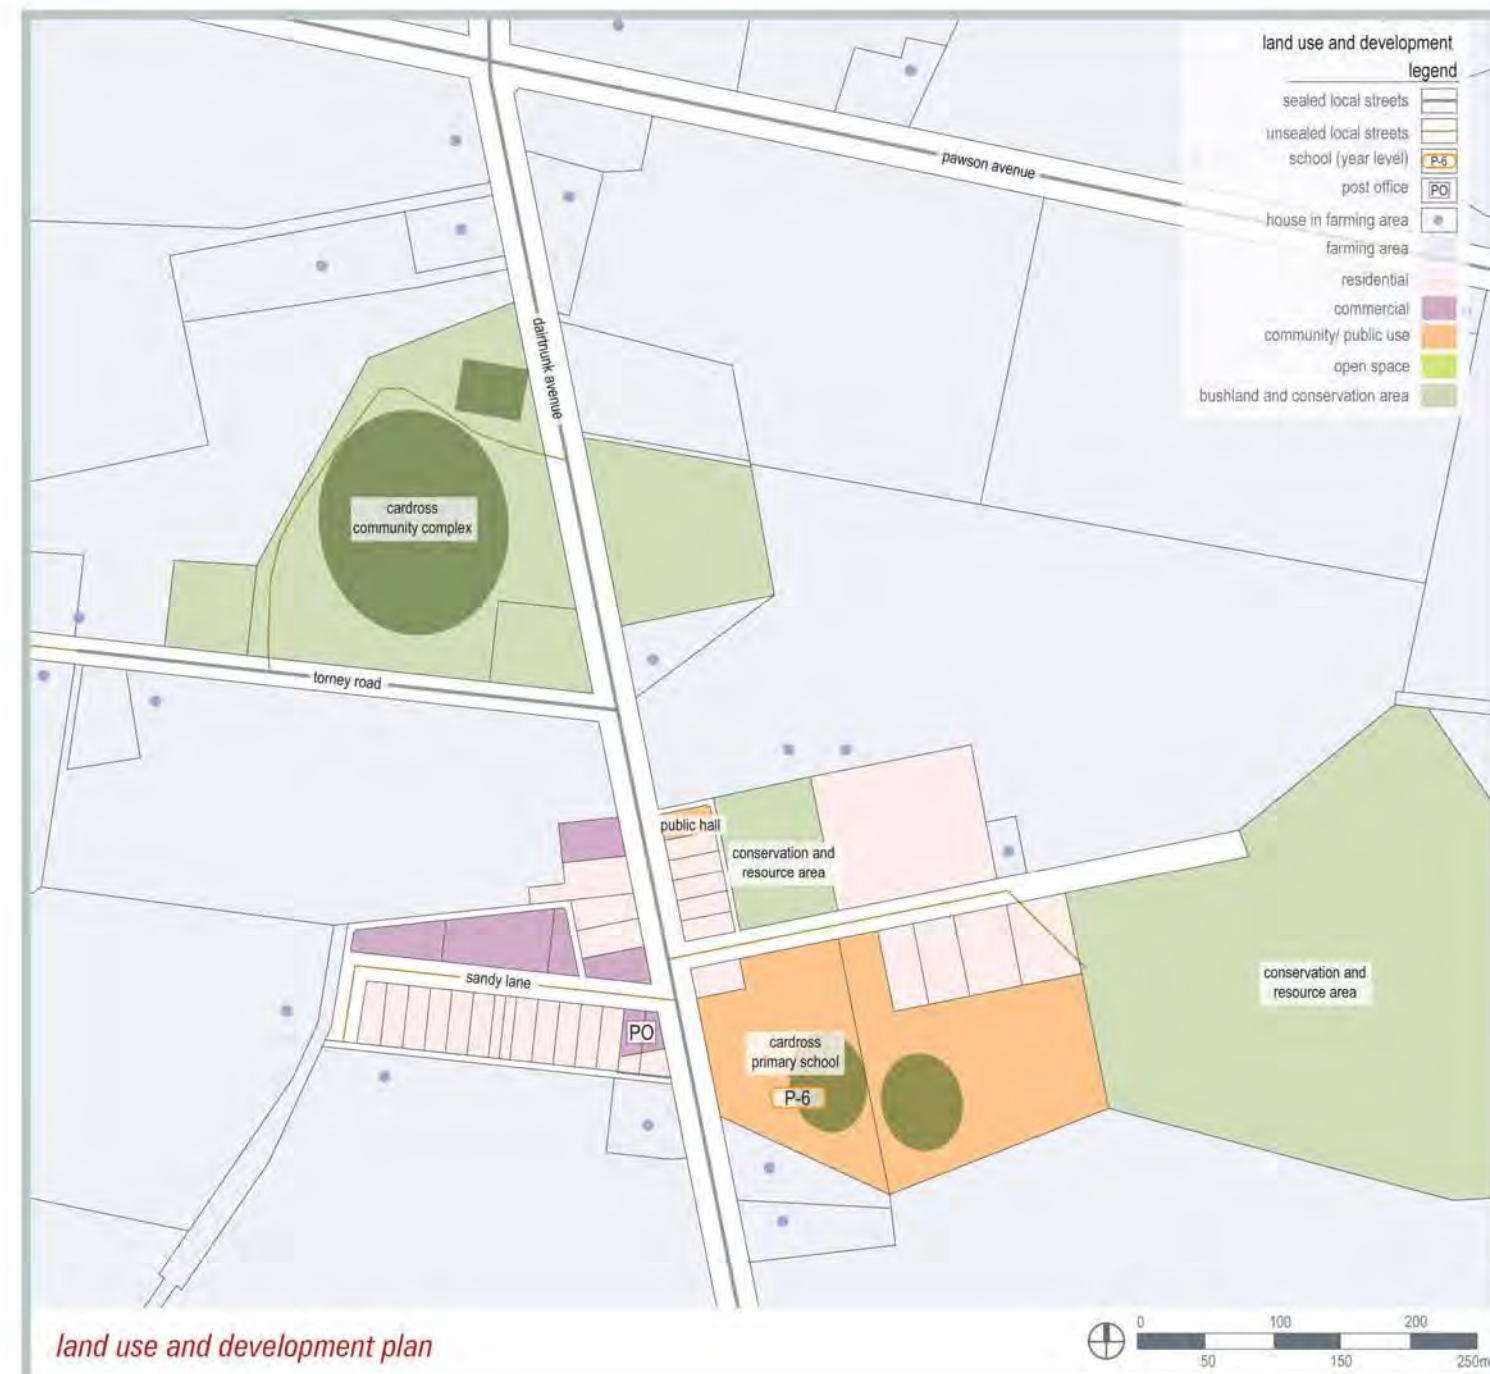 land use and development
legend
sealed local streets
unsealed local streets
school (year level)
P-6
post office
PO
house in farming area
farming area
residential
commercial
community/ public use
open space
bushland and conservation area
pawson avenue
dairtnunk avenue
cardross
community complex
torney road
public hall
conservation and
resource area
sandy lane
PO
conservation and
resource area
cardross
primary school
P-6
land use and development plan
0 100 200
50 150 250m